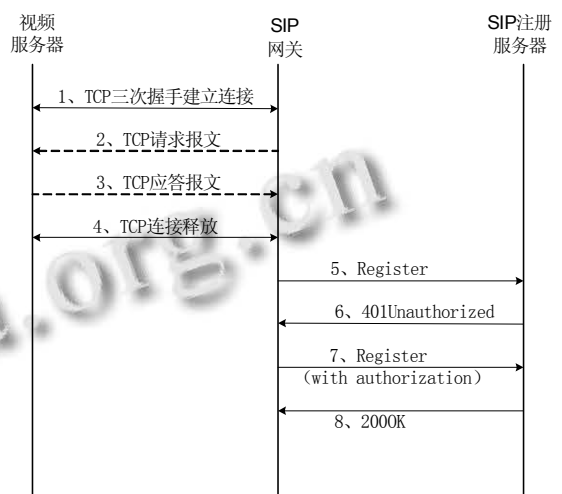 视频
服务器
SIP
网关
SIP注册
服务器
1、TCP三次握手建立连接
2、TCP请求报文
3、TCP应答报文
4、TCP连接释放
5、Register
6、401Unauthorized
7、Register
(with authorization)
8、200OK
.org.cn